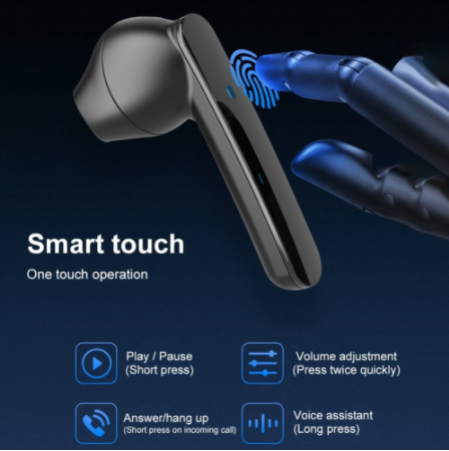 Smart touch
One touch operation
Play / Pause
(Short press)
Volume adjustment
(Press twice quickly)
Answer/hang up
(Short press on incoming call)
Voice assistant
(Long press)